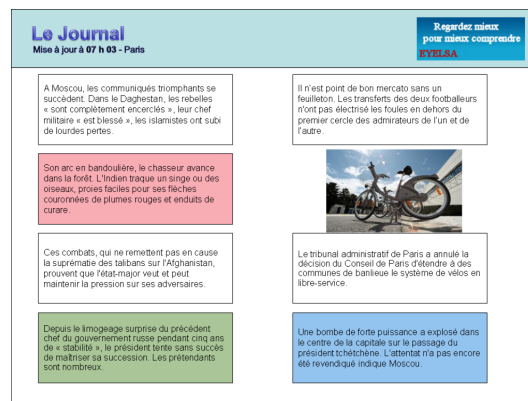 Le Journal
Mise à jour à 07 h 03 - Paris
Regardez mieux
pour mieux comprendre
EYELSA
A Moscou, les communiqués triomphants se
succèdent. Dans le Daghestan, les rebelles
« sont complètement encerclés », leur chef
militaire « est blessé », les islamistes ont subi
de lourdes pertes.
Son arc en bandoulière, le chasseur avance
dans la forêt. L'Indien traque un singe ou des
oiseaux, proies faciles pour ses flèches
couronnées de plumes rouges et enduits de
curare.
Ces combats, qui ne remettent pas en cause
la suprématie des talibans sur l'Afghanistan,
prouvent que l'état-major veut et peut
maintenir la pression sur ses adversaires.
Depuis le limogeage surprise du précédent
chef du gouvernement russe pendant cinq ans
de « stabilité », le président tente sans succès
de maîtriser sa succession. Les prétendants
sont nombreux.
Il n'est point de bon mercato sans un
feuilleton. Les transferts des deux footballeurs
n'ont pas électrisé les foules en dehors du
premier cercle des admirateurs de l'un et de
l'autre.
Le tribunal administratif de Paris a annulé la
décision du Conseil de Paris d'étendre à des
communes de banlieue le système de vélos en
libre-service.
Une bombe de forte puissance a explosé dans
le centre de la capitale sur le passage du
président tchétchène. L'attentat n'a pas encore
été revendiqué indique Moscou.